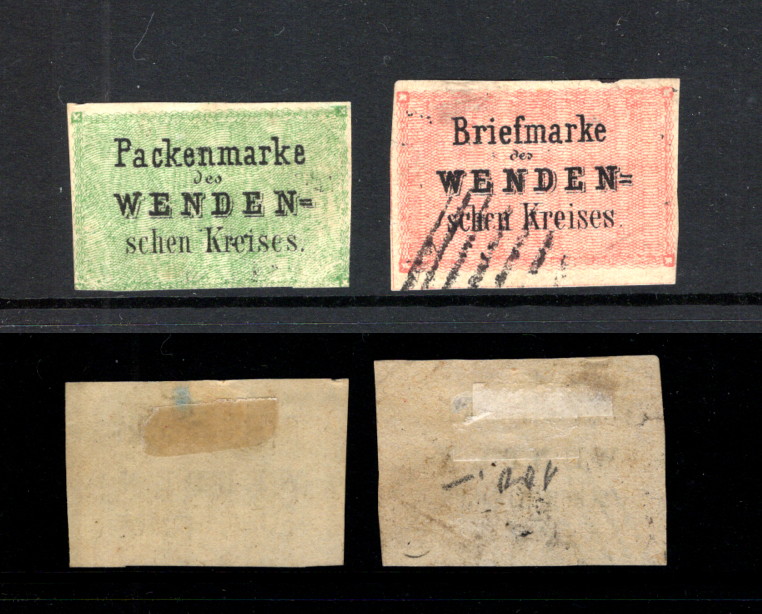 Packenmarke
des
WENDEN=
schen Kreises.
Briefmarke
des
WENDEN=
schen Kreises.